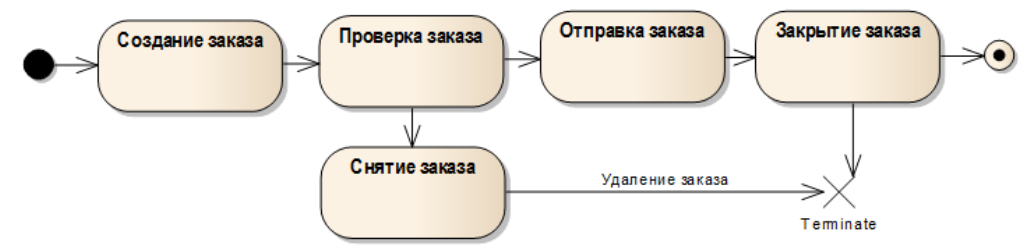 Создание заказа
Проверка заказа
Отправка заказа
Закрытие заказа
Снятие заказа
Удаление заказа
Terminate